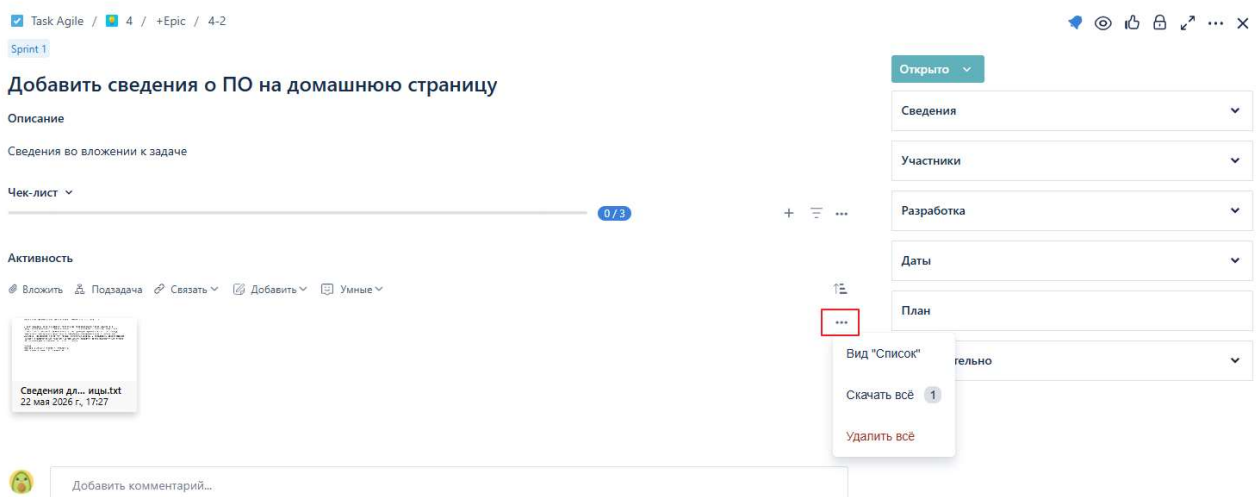 Task Agile / 4 / +Epic / 4-2
Sprint 1
Добавить сведения о ПО на домашнюю страницу
Описание
Сведения во вложении к задаче
Чек-лист
0 / 3
Активность
Вложить Подзадача Связать Добавить Умные
Сведения дл... ицы.txt
22 мая 2026 г., 17:27
Добавить комментарий...
Открыто
Сведения
Участники
Разработка
Даты
План
тельно
Вид "Список"
Скачать всё 1
Удалить всё